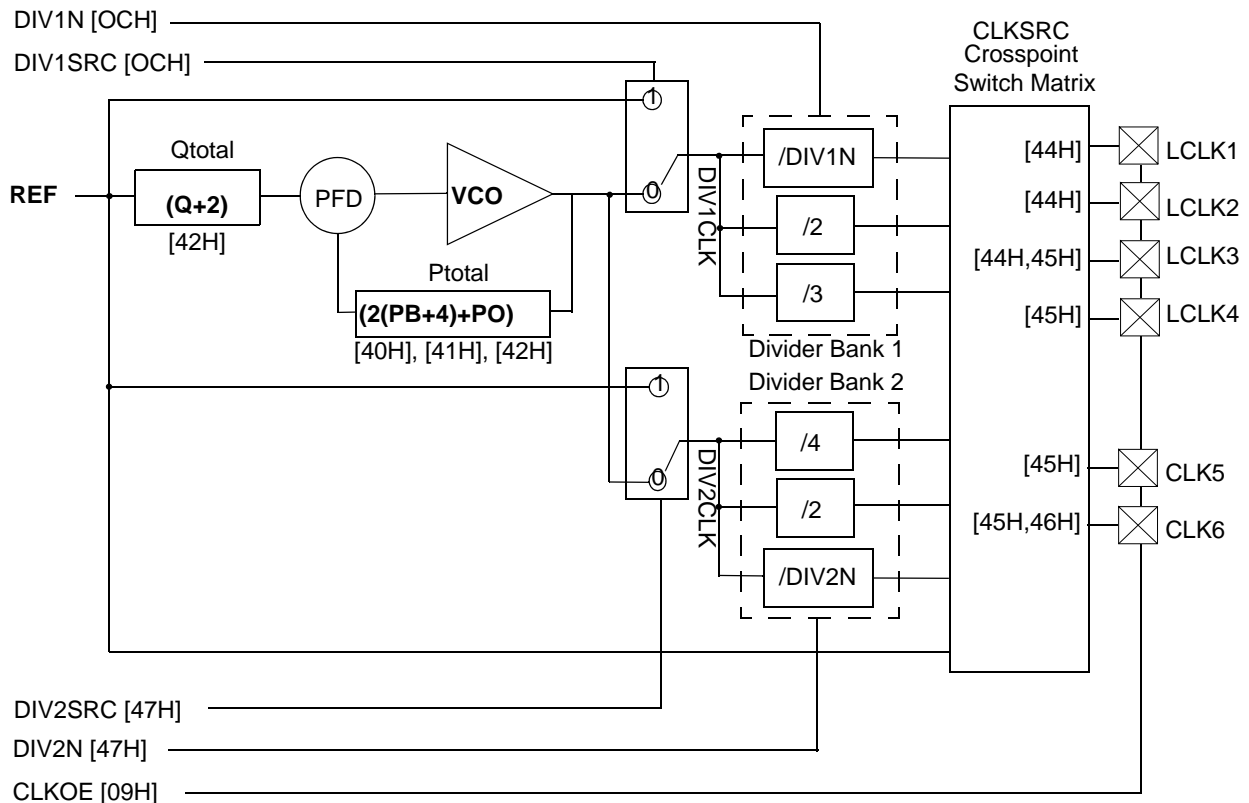 DIV1N [OCH]
DIV1SRC [OCH]
CLKSRC
Crosspoint
Switch Matrix
1
Qtotal
REF
(Q+2)
[42H]
PFD
VCO
0
DIV1CLK
/DIV1N
/2
/3
Ptotal
(2(PB+4)+PO)
[40H], [41H], [42H]
Divider Bank 1
Divider Bank 2
1
0
DIV2CLK
/4
/2
/DIV2N
[44H]
LCLK1
[44H]
LCLK2
[44H,45H]
LCLK3
[45H]
LCLK4
[45H]
CLK5
[45H,46H]
CLK6
DIV2SRC [47H]
DIV2N [47H]
CLKOE [09H]